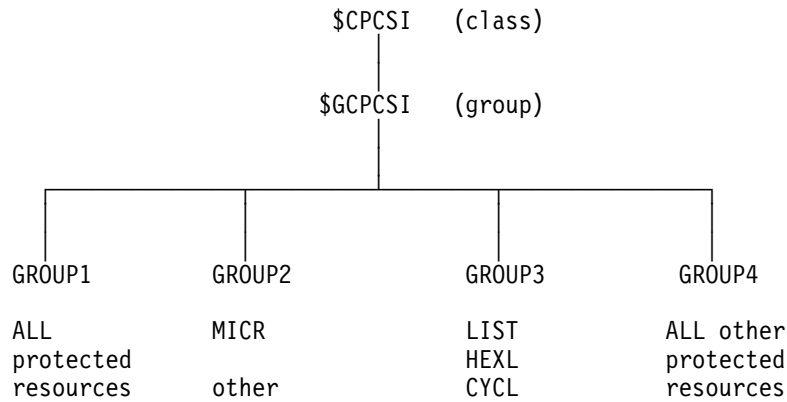 $CPCSI (class)
$GCPCSI (group)
GROUP1 GROUP2 GROUP3 GROUP4
ALL MICR LIST ALL other
protected HEXL protected
resources other CYCL resources